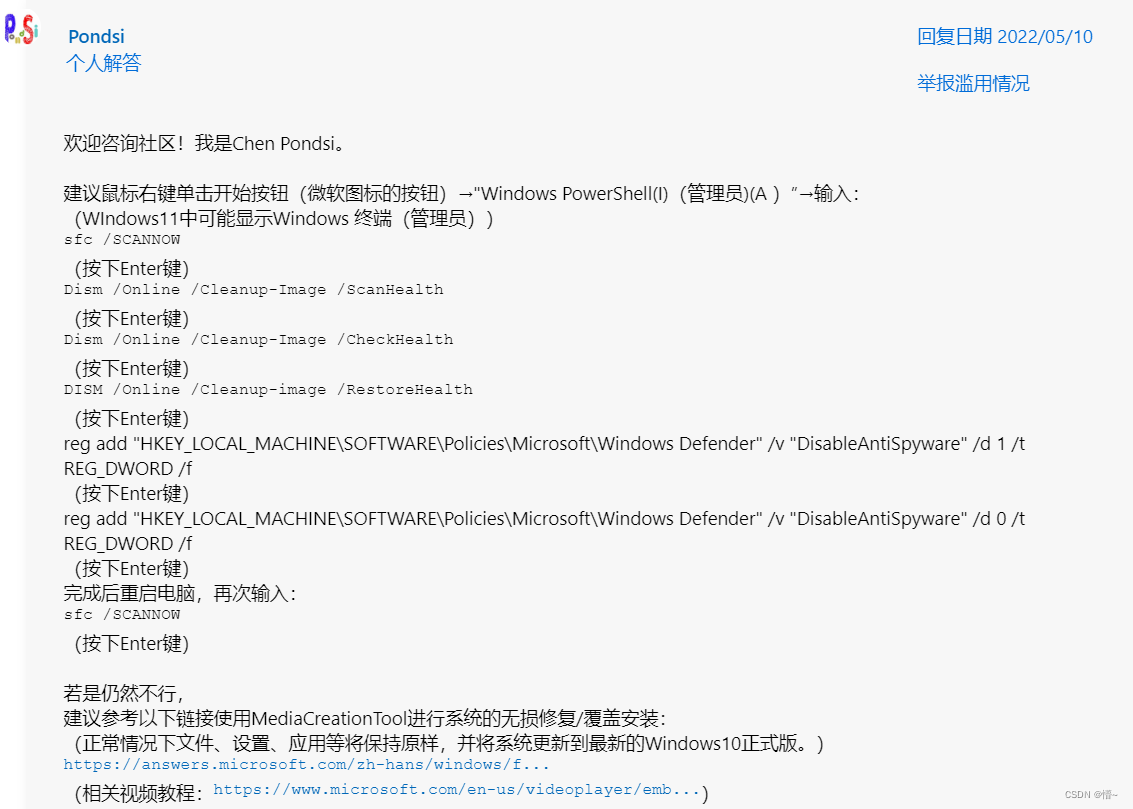 PondSi
Pondsi
回复日期 2022/05/10
个人解答
举报滥用情况
欢迎咨询社区！我是Chen Pondsi。
建议鼠标右键单击开始按钮（微软图标的按钮）→"Windows PowerShell(I)（管理员)(A ）”→输入：
（WIndows11中可能显示Windows 终端（管理员））
sfc /SCANNOW
（按下Enter键）
Dism /Online /Cleanup-Image /ScanHealth
（按下Enter键）
Dism /Online /Cleanup-Image /CheckHealth
（按下Enter键）
DISM /Online /Cleanup-image /RestoreHealth
（按下Enter键）
reg add "HKEY_LOCAL_MACHINE\SOFTWARE\Policies\Microsoft\Windows Defender" /v "DisableAntiSpyware" /d 1 /t
REG_DWORD /f
（按下Enter键）
reg add "HKEY_LOCAL_MACHINE\SOFTWARE\Policies\Microsoft\Windows Defender" /v "DisableAntiSpyware" /d 0 /t
REG_DWORD /f
（按下Enter键）
完成后重启电脑，再次输入：
sfc /SCANNOW
（按下Enter键）
若是仍然不行，
建议参考以下链接使用MediaCreationTool进行系统的无损修复/覆盖安装：
（正常情况下文件、设置、应用等将保持原样，并将系统更新到最新的Windows10正式版。）
https://answers.microsoft.com/zh-hans/windows/f...
（相关视频教程：https://www.microsoft.com/en-us/videoplayer/emb...）
CSDN @